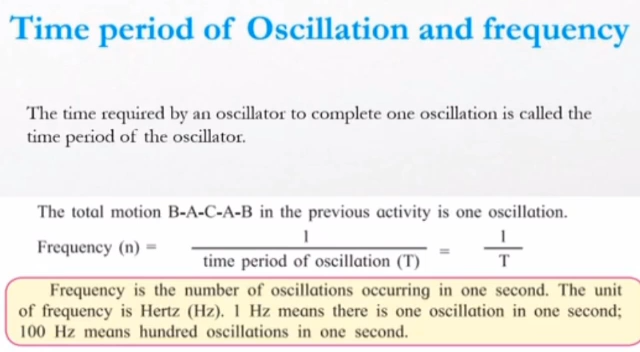 Time period of Oscillation and frequency
The time required by an oscillator to complete one oscillation is called the
time period of the oscillator.
The total motion B-A-C-A-B in the previous activity is one oscillation.
Frequency (n) = 1 / time period of oscillation (T) = 1 / T
Frequency is the number of oscillations occurring in one second. The unit
of frequency is Hertz (Hz). 1 Hz means there is one oscillation in one second;
100 Hz means hundred oscillations in one second.